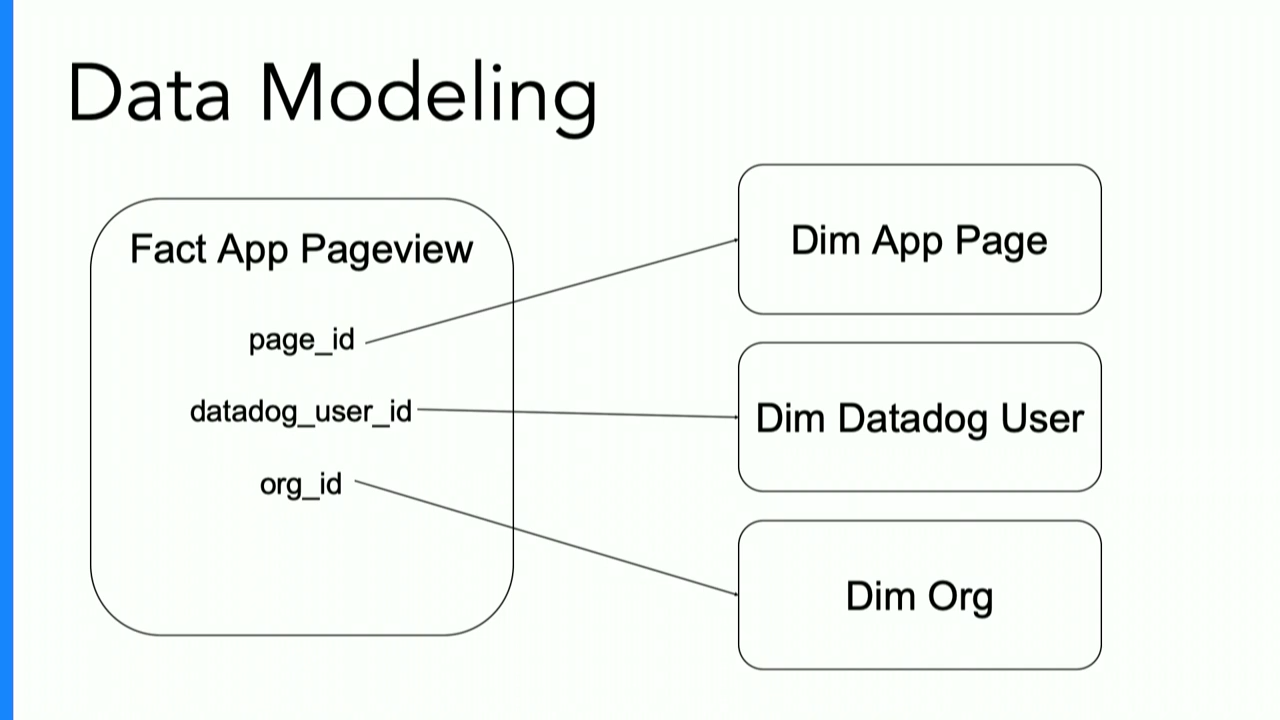 Data Modeling
Fact App Pageview
page_id
datadog_user_id
org_id
Dim App Page
Dim Datadog User
Dim Org